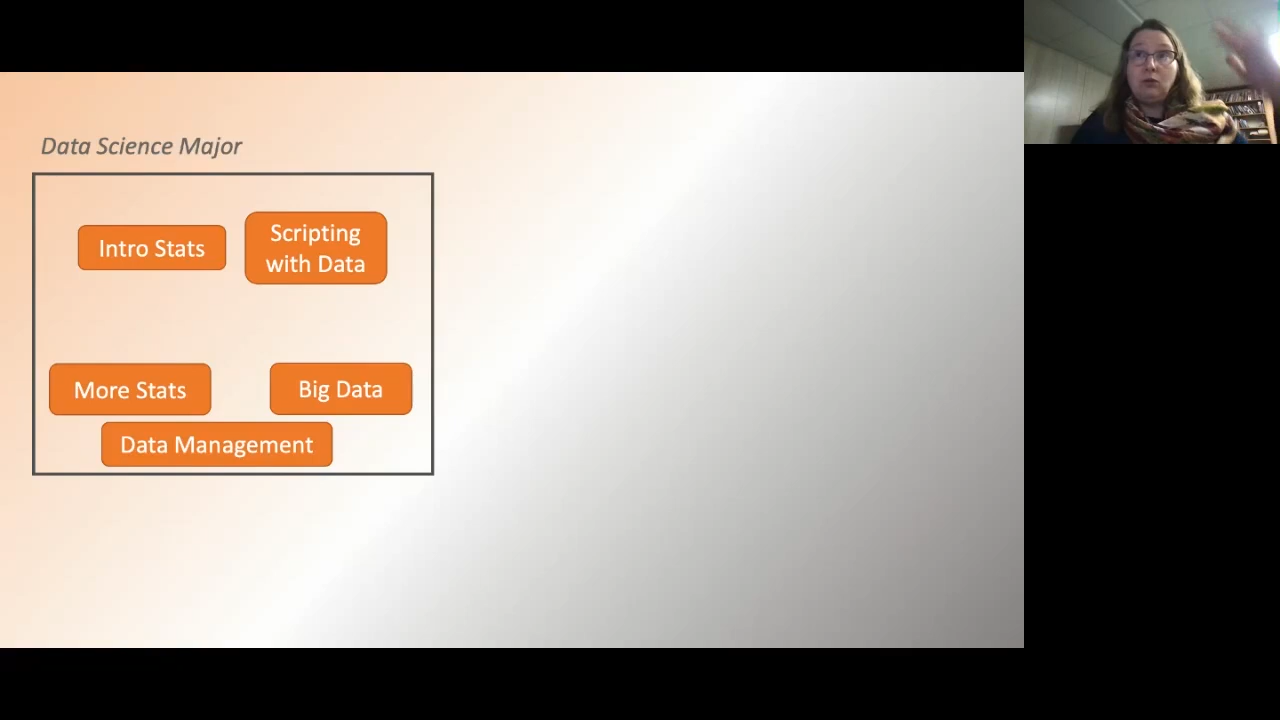 Data Science Major
Intro Stats
Scripting
with Data
More Stats
Big Data
Data Management